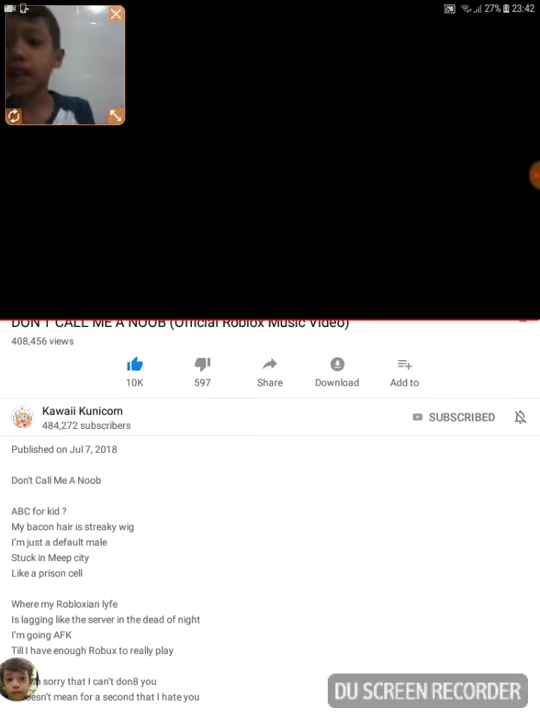 27% 23:42
DON'T CALL ME A NOOB (Official Roblox Music Video)
408,456 views
10K 597 Share Download Add to
Kawaii Kunicorn
484,272 subscribers
SUBSCRIBED
Published on Jul 7, 2018
Don't Call Me A Noob
ABC for kid ?
My bacon hair is streaky wig
I'm just a default male
Stuck in Meep city
Like a prison cell
Where my Robloxian lyfe
Is lagging like the server in the dead of night
I'm going AFK
Till I have enough Robux to really play
sorry that I can't don8 you
esn't mean for a second that I hate you
DU SCREEN RECORDER